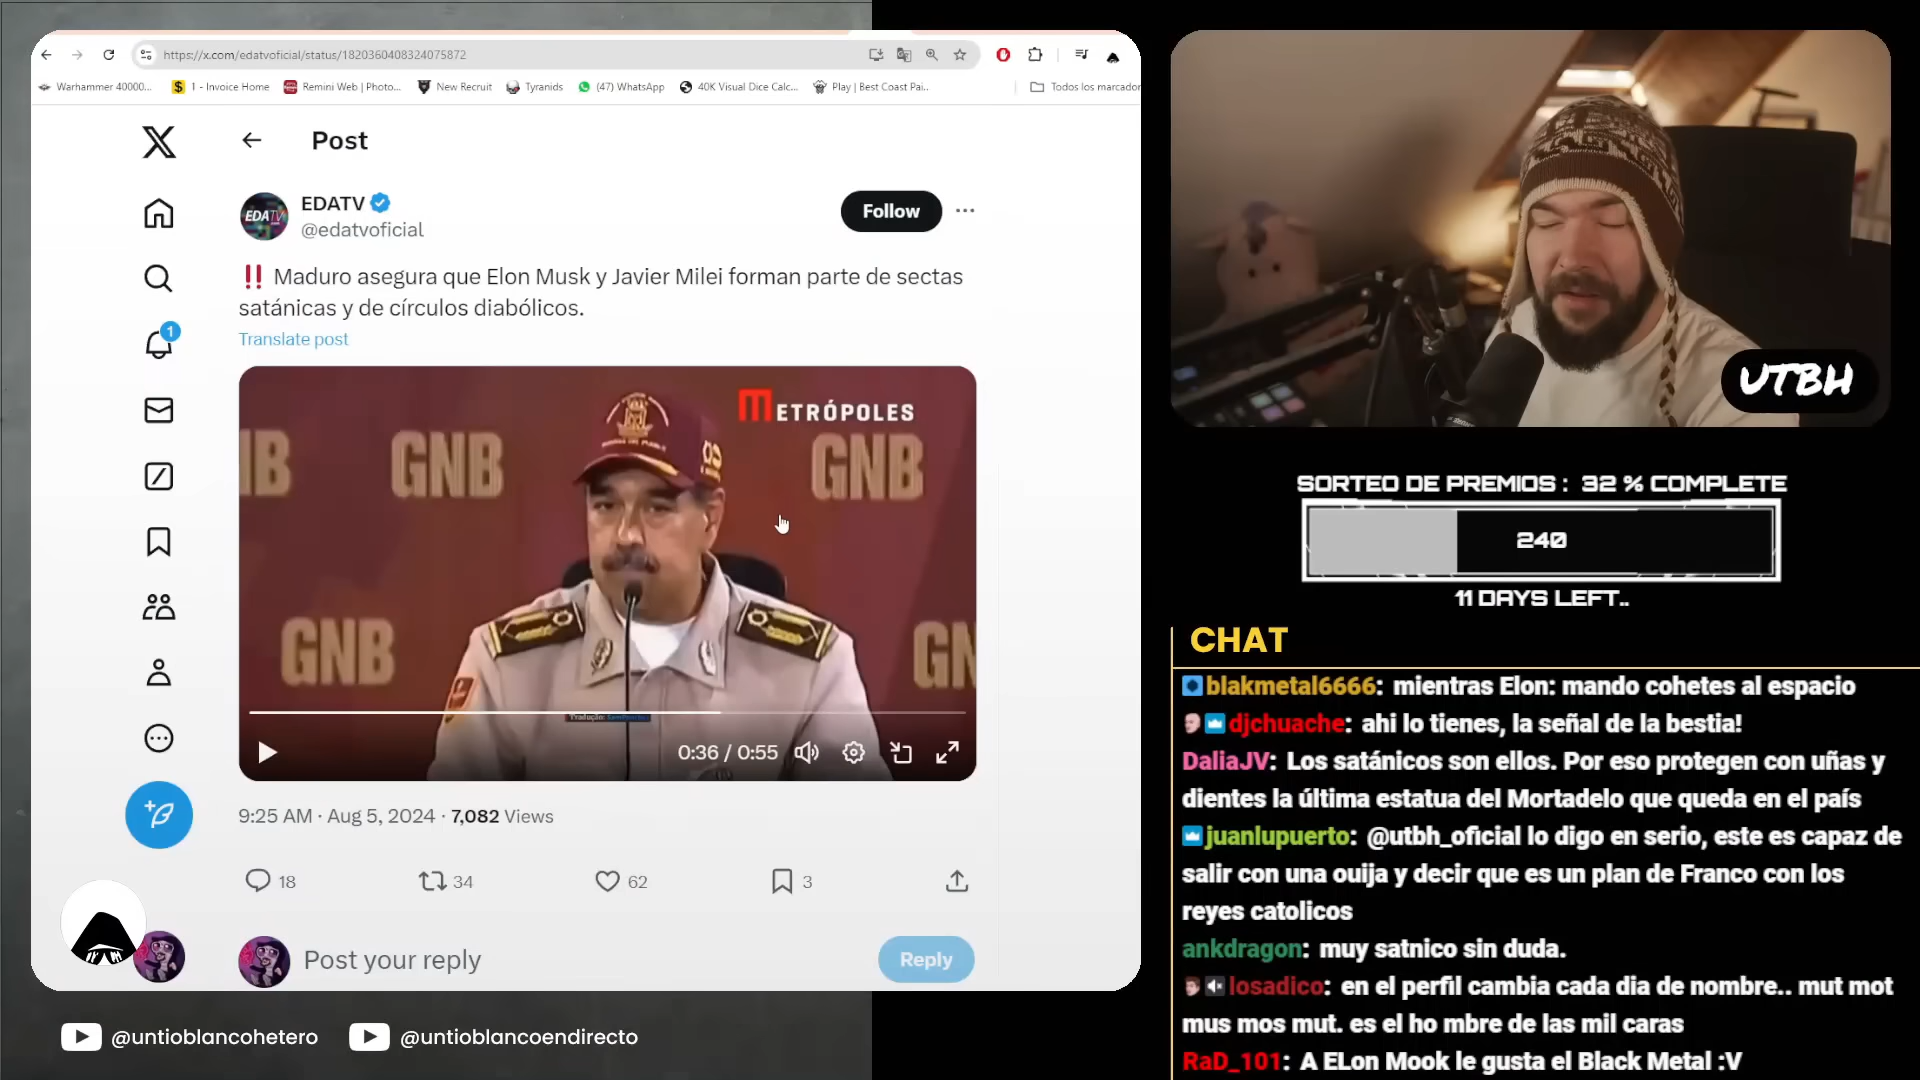 https://x.com/edatvoficial/status/1820360408324075872
Warhammer 40000...
1 - Invoice Home
Remini Web | Photo...
New Recruit
Tyranids
(47) WhatsApp
40K Visual Dice Calc...
Play | Best Coast Pai...
Todos los marcador
Post
EDATV
@edatvoficial
Follow
EDATV
‼ Maduro asegura que Elon Musk y Javier Milei forman parte de sectas
satánicas y de círculos diabólicos.
Translate post
1
METRÓPOLES
NB GNB GNB
GNB GN
Tradução:
0:36 / 0:55
9:25 AM · Aug 5, 2024 · 7,082 Views
18 34 62 3
Post your reply
Reply
@untioblancohetero
@untioblancoendirecto
UTBH
SORTEO DE PREMIOS : 32 % COMPLETE
240
11 DAYS LEFT..
CHAT
blakmetal6666: mientras Elon: mando cohetes al espacio
djchuache: ahi lo tienes, la señal de la bestia!
DaliaJV: Los satánicos son ellos. Por eso protegen con uñas y
dientes la última estatua del Mortadelo que queda en el país
juanlupuerto: @utbh_oficial lo digo en serio, este es capaz de
salir con una ouija y decir que es un plan de Franco con los
reyes catolicos
ankdragon: muy satnico sin duda.
losadico: en el perfil cambia cada dia de nombre.. mut mot
mus mos mut. es el ho mbre de las mil caras
RaD_101: A ELon Mook le gusta el Black Metal :V